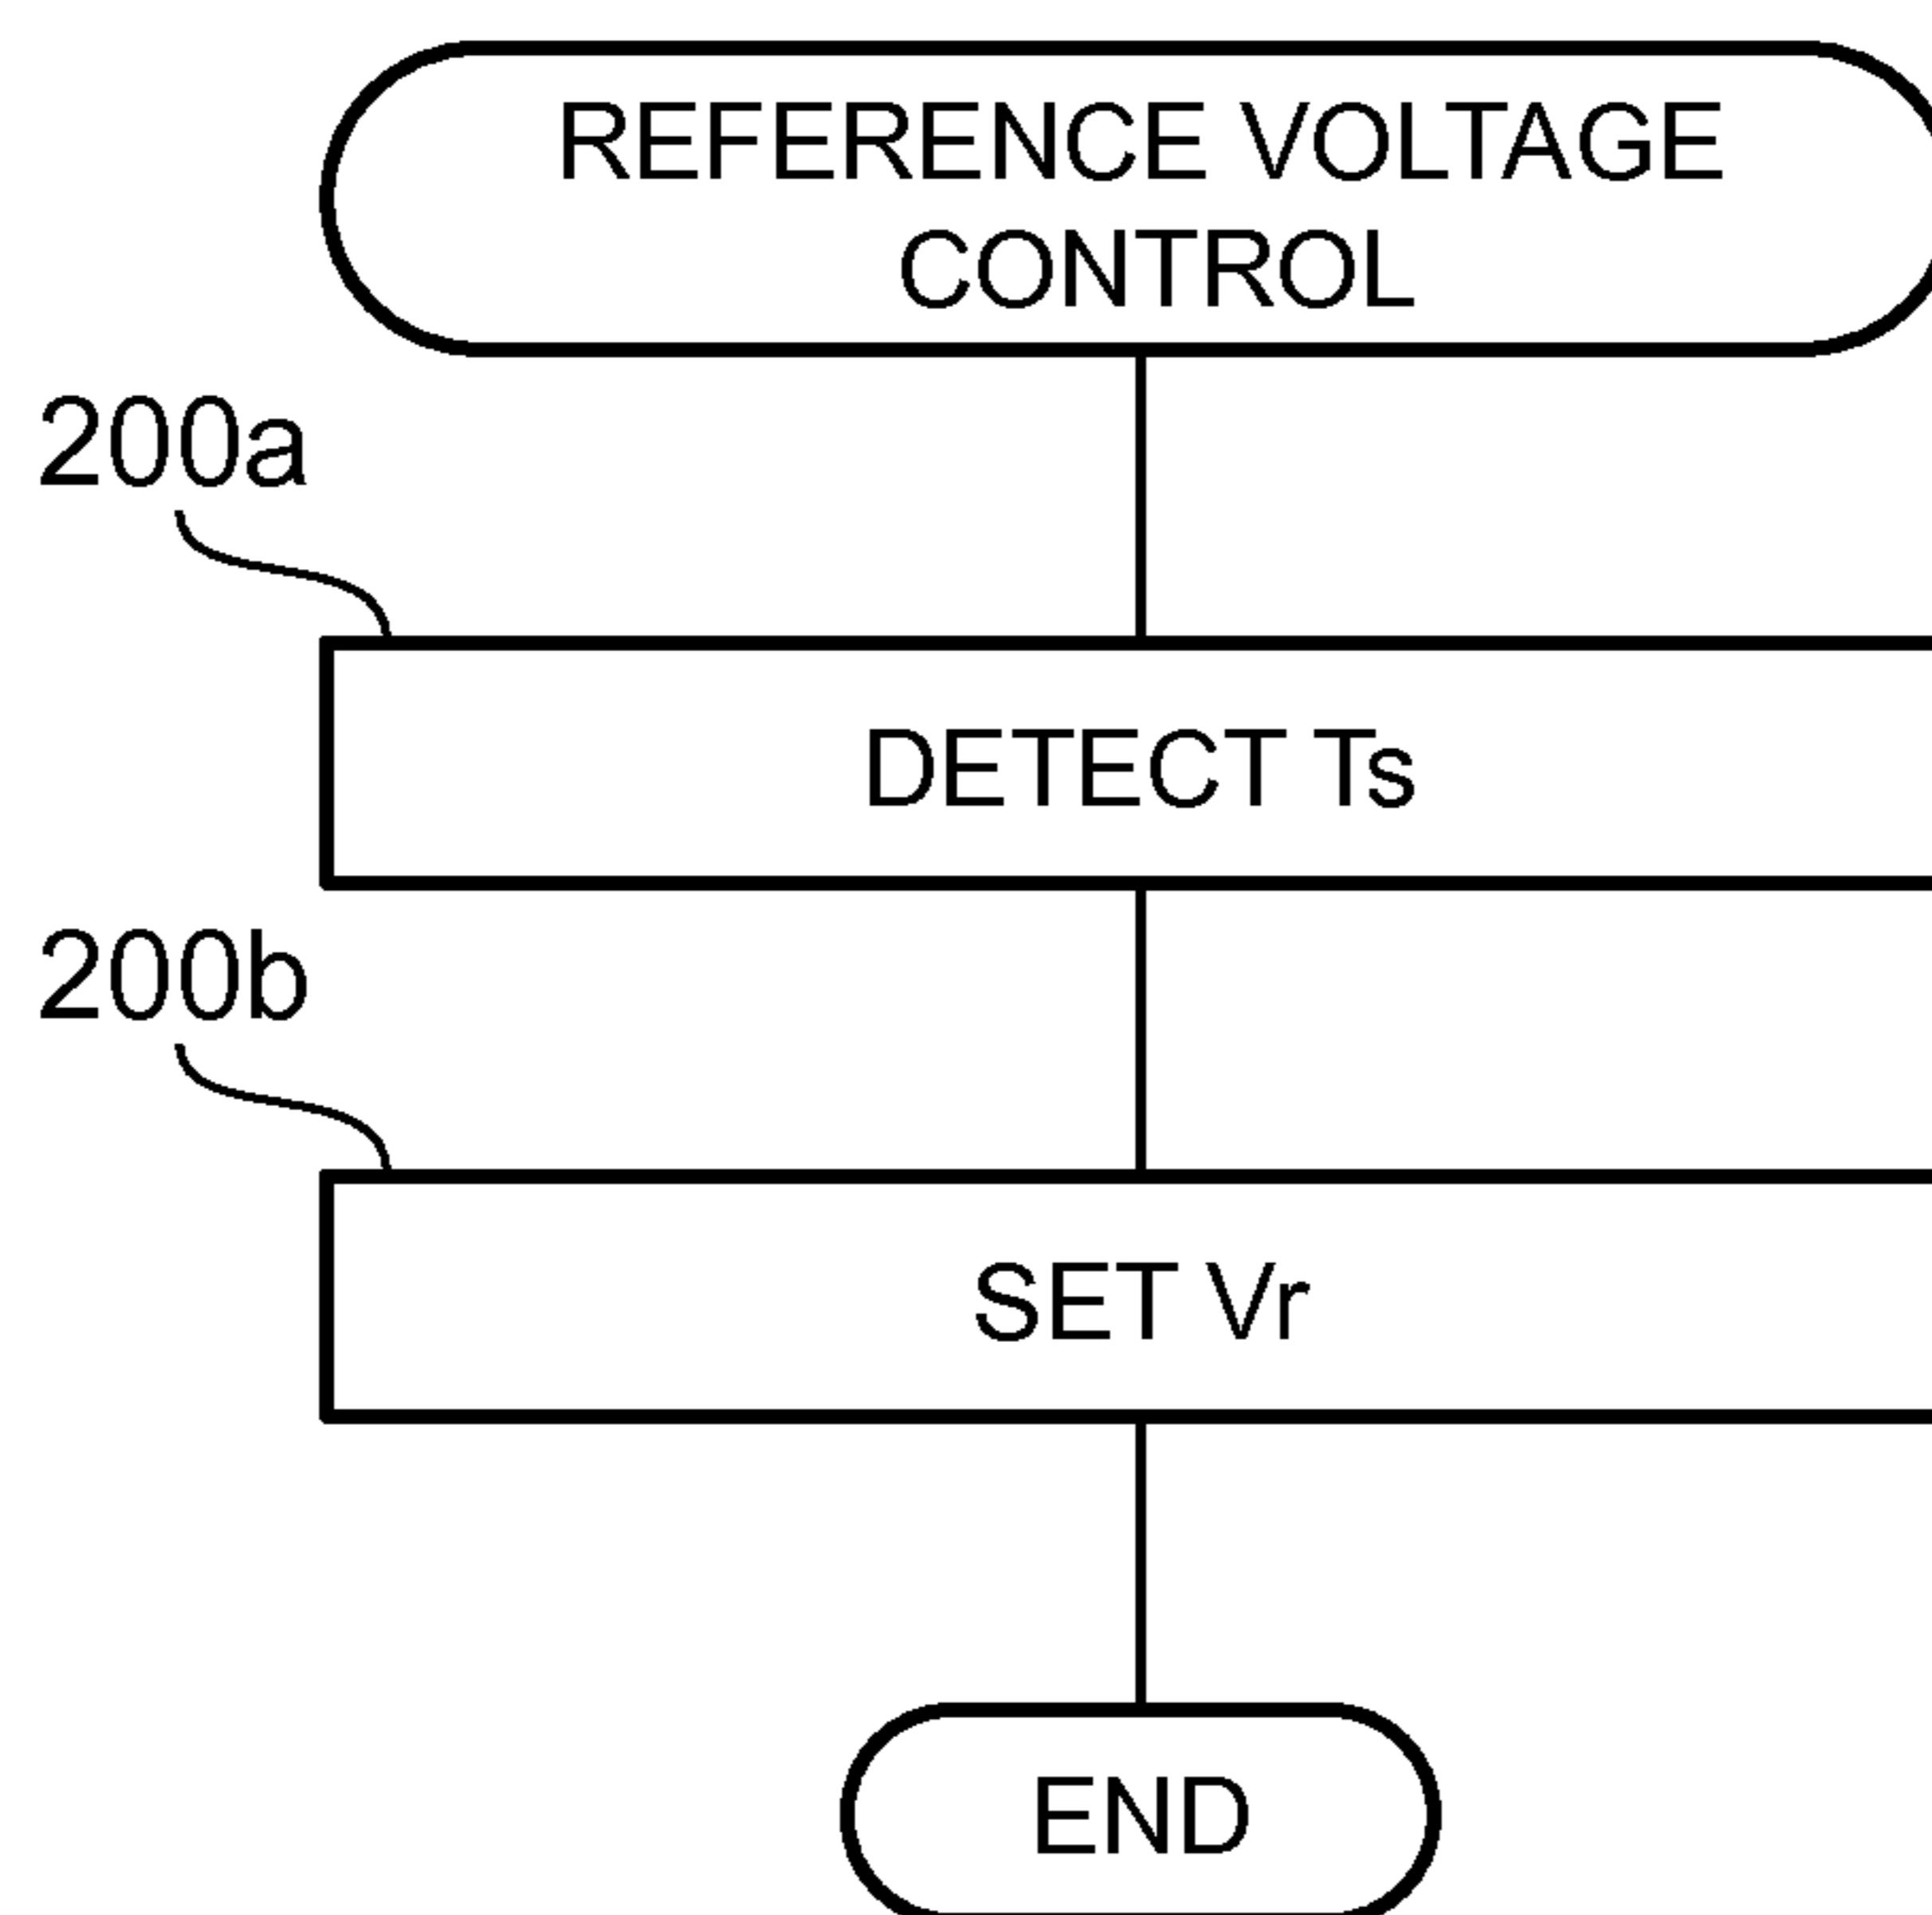 REFERENCE VOLTAGE
CONTROL
200a
DETECT Ts
200b
SET Vr
END